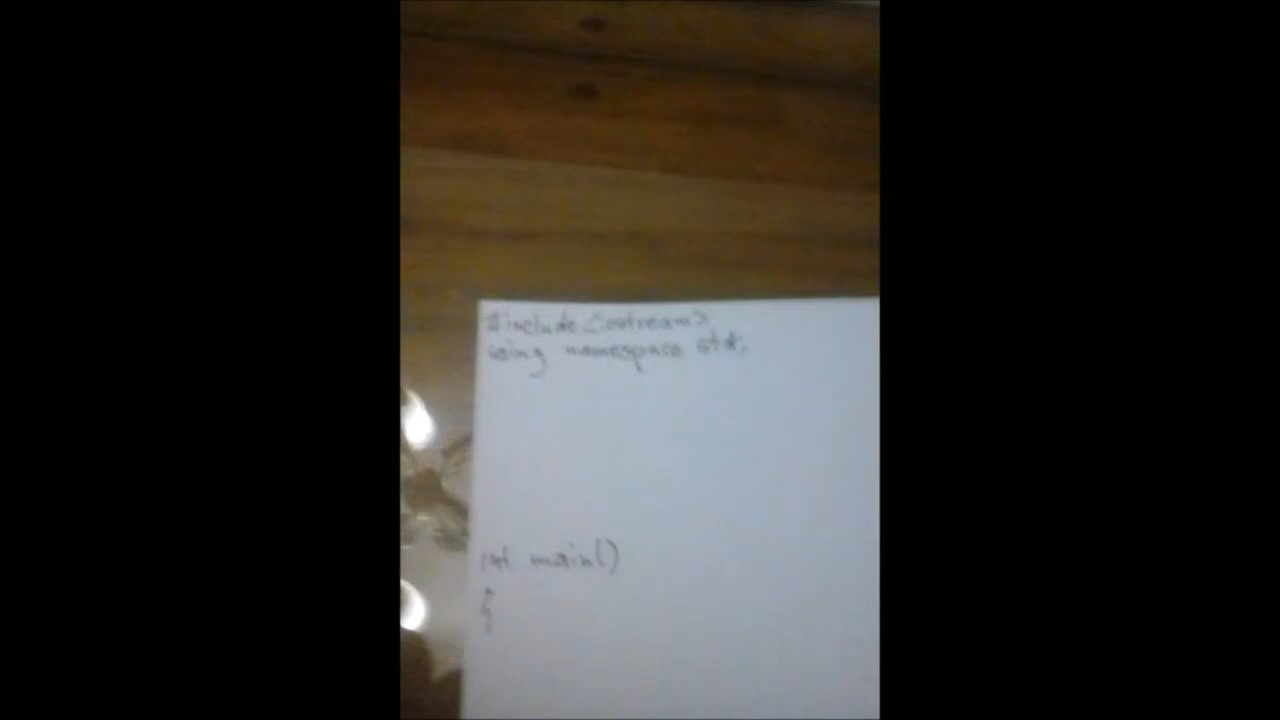 #include <iostream>
using namespace std;
int main()
{